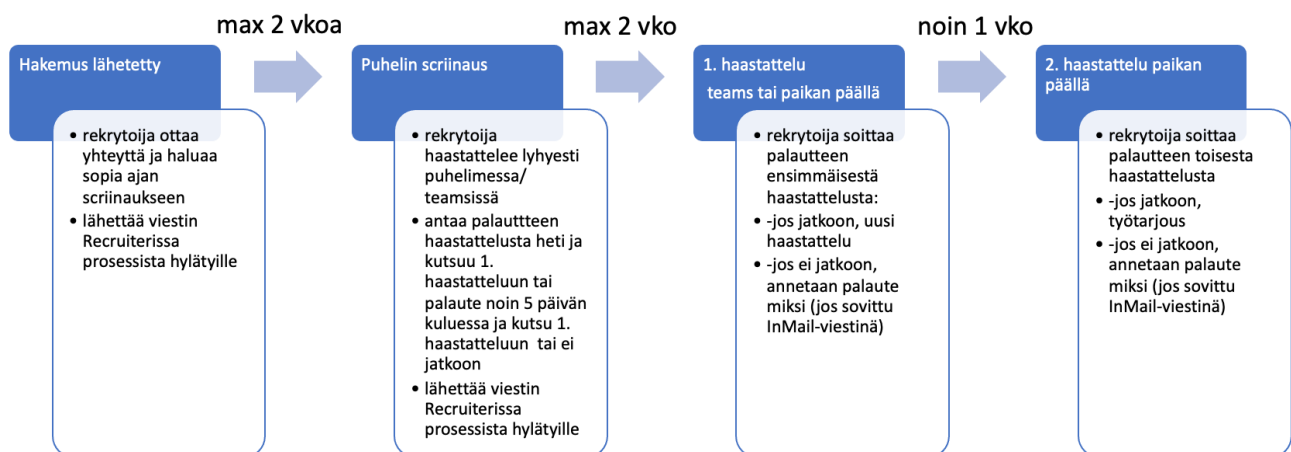 max 2 vkoa
max 2 vko
noin 1 vko
Hakemus lähetetty
• rekrytoija ottaa
yhteyttä ja haluaa
sopia ajan
scriinaukseen
• lähettää viestin
Recruiterissa
prosessista hylätyille
Puhelin scriinaus
• rekrytoija
haastattelee lyhyesti
puhelimessa/
teamsissä
• antaa palauttteen
haastattelusta heti ja
kutsuu 1.
haastatteluun tai
palaute noin 5 päivän
kuluessa ja kutsu 1.
haastatteluun tai ei
jatkoon
• lähettää viestin
Recruiterissa
prosessista hylätyille
1. haastattelu
teams tai paikan päällä
• rekrytoija soittaa
palautteen
ensimmäisestä
haastattelusta:
• -jos jatkoon, uusi
haastattelu
• -jos ei jatkoon,
annetaan palaute
miksi (jos sovittu
InMail-viestinä)
2. haastattelu paikan
päällä
• rekrytoija soittaa
palautteen toisesta
haastattelusta
• -jos jatkoon,
työtarjous
• -jos ei jatkoon,
annetaan palaute
miksi (jos sovittu
InMail-viestinä)